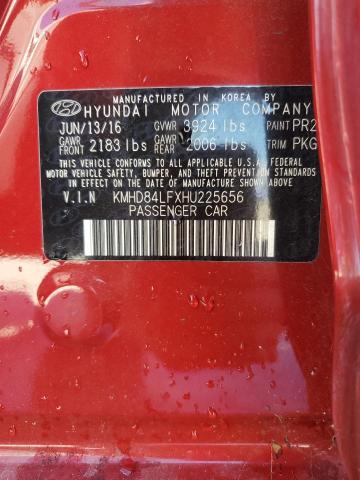 MANUFACTURED IN KOREA BY
HYUNDAI MOTOR COMPANY
JUN/13/16 GVWR 3924 lbs PAINT PR2
GAWR FRONT 2183 lbs GAWR REAR 2006 lbs TRIM PKG
THIS VEHICLE CONFORMS TO ALL APPLICABLE U.S. FEDERAL
MOTOR VEHICLE SAFETY, BUMPER, AND THEFT PREVENTION
STANDARDS IN EFFECT ON THE DATE OF MANUFACTURE SHOWN ABOVE.
V.I.N KMHD84LFXHU225656
PASSENGER CAR